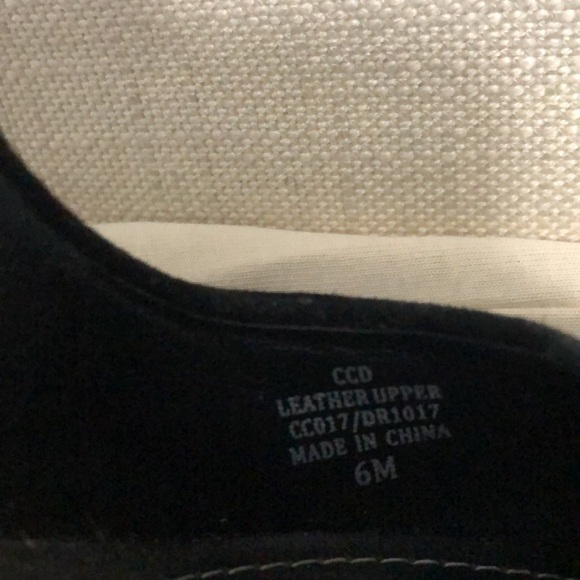 CCD
LEATHER UPPER
CC017/DR1017
MADE IN CHINA
6M